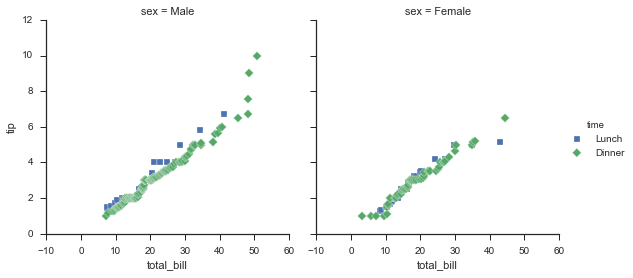 sex = Male
sex = Female
12
10
8
6
4
2
0
tip
−10 0 10 20 30 40 50 60
−10 0 10 20 30 40 50 60
total_bill
total_bill
time
Lunch
Dinner